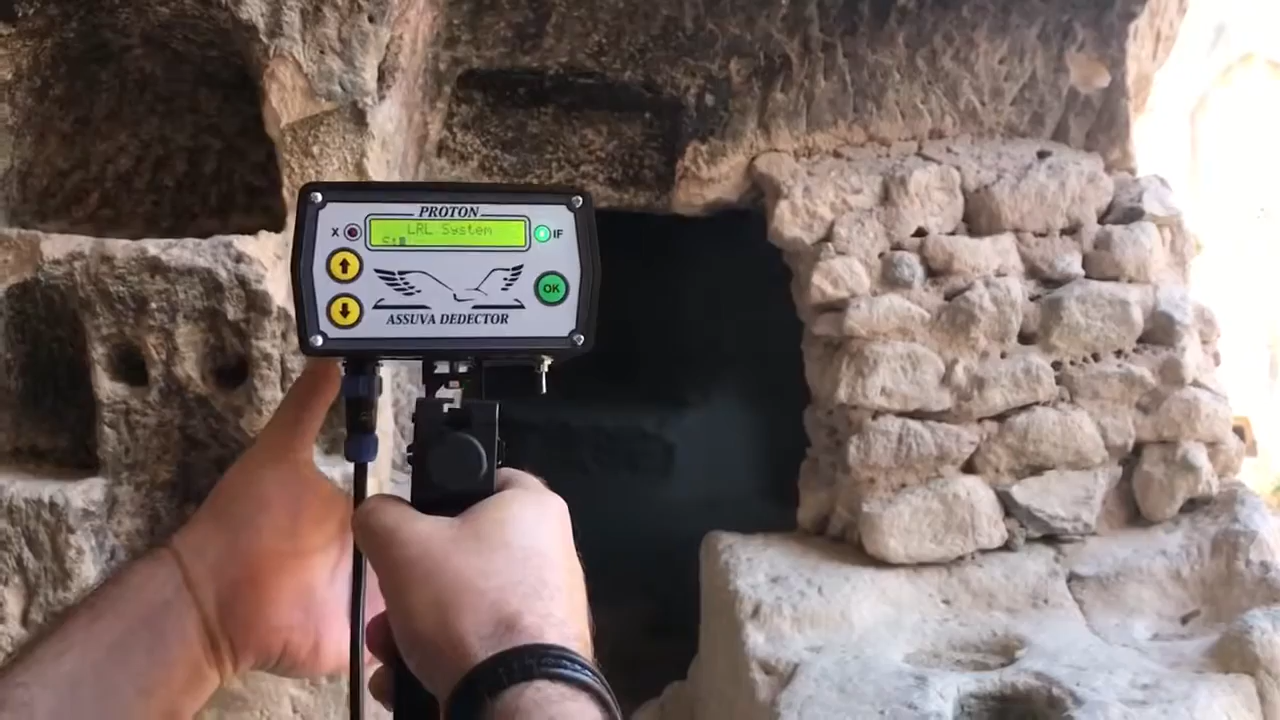 PROTON
X
LRL System
IF
OK
ASSUVA DEDECTOR